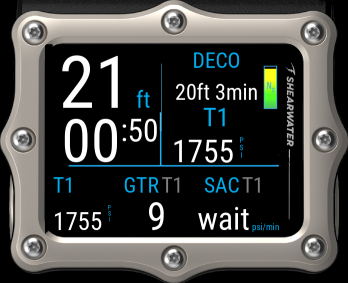 21 ft
00:50
DECO
20ft 3min
N₂
T1
1755 PSI
SHEARWATER
T1 GTR T1 SAC T1
1755 PSI 9 wait psi/min